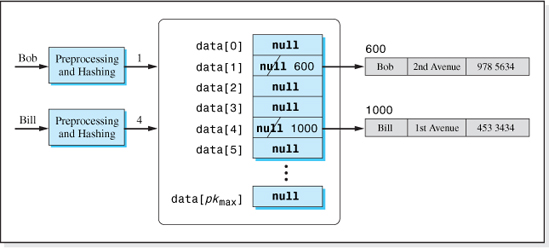 Bob
Preprocessing
and Hashing
1
data[0] null
data[1] null 600
data[2] null
data[3] null
data[4] null 1000
data[5] null
data[pkmax] null
600
Bob 2nd Avenue 978 5634
Bill
Preprocessing
and Hashing
4
1000
Bill 1st Avenue 453 3434